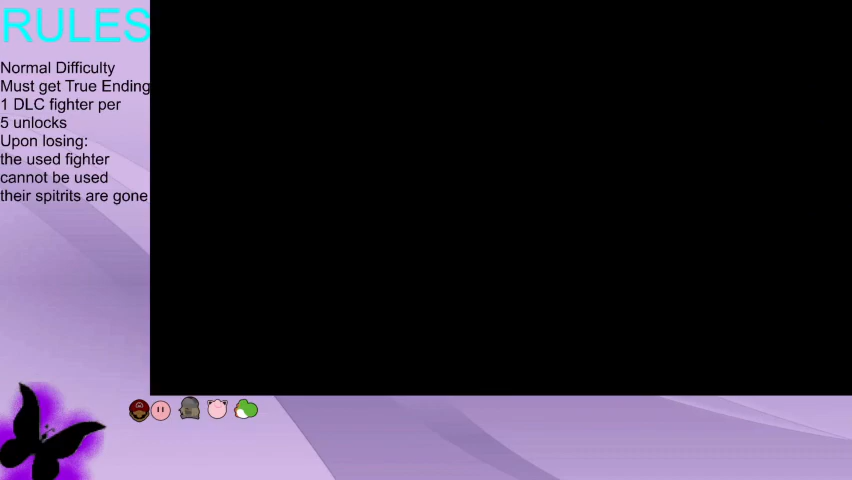 RULES
Normal Difficulty
Must get True Ending
1 DLC fighter per
5 unlocks
Upon losing:
the used fighter
cannot be used
their spitrits are gone